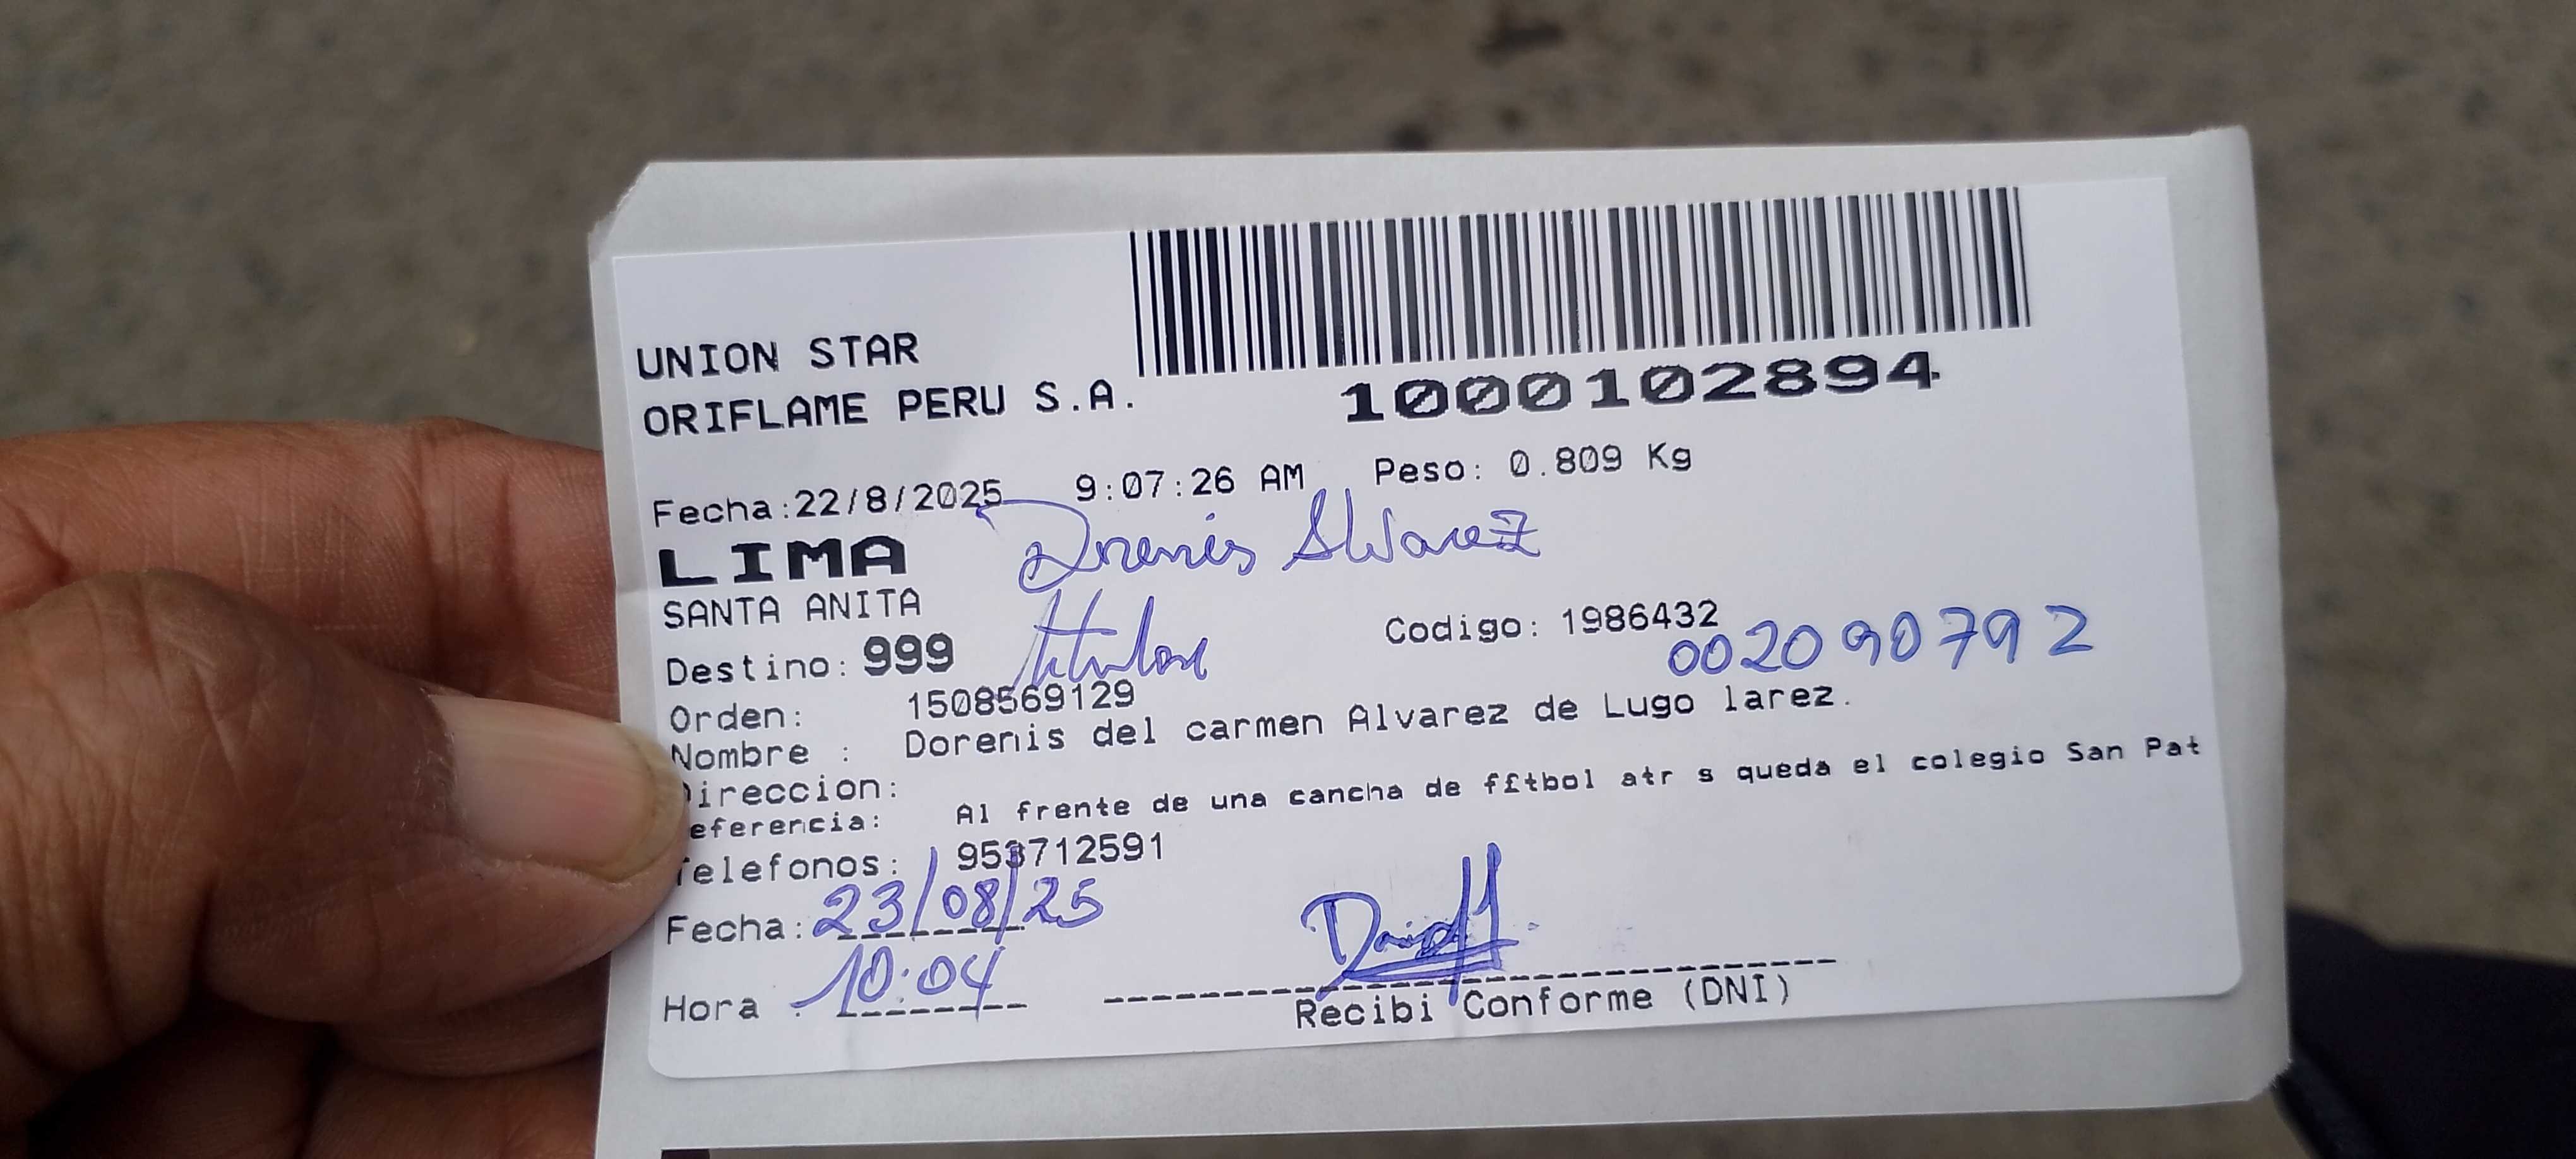 UNION STAR
ORIFLAME PERU S.A.
1000102894
Fecha:22/8/2025 9:07:26 AM Peso: 0.809 Kg
LIMA Dorenis Alvarez
SANTA ANITA
Destino: 999 titular Codigo: 1986432
002090792
Orden: 1508569129
Nombre : Dorenis del carmen Alvarez de Lugo larez.
Direccion:
eferencia: Al frente de una cancha de fftbol atr s queda el colegio San Pat
Telefonos: 953712591
Fecha: 23/08/25
Hora : 10:04
Recibi Conforme (DNI)